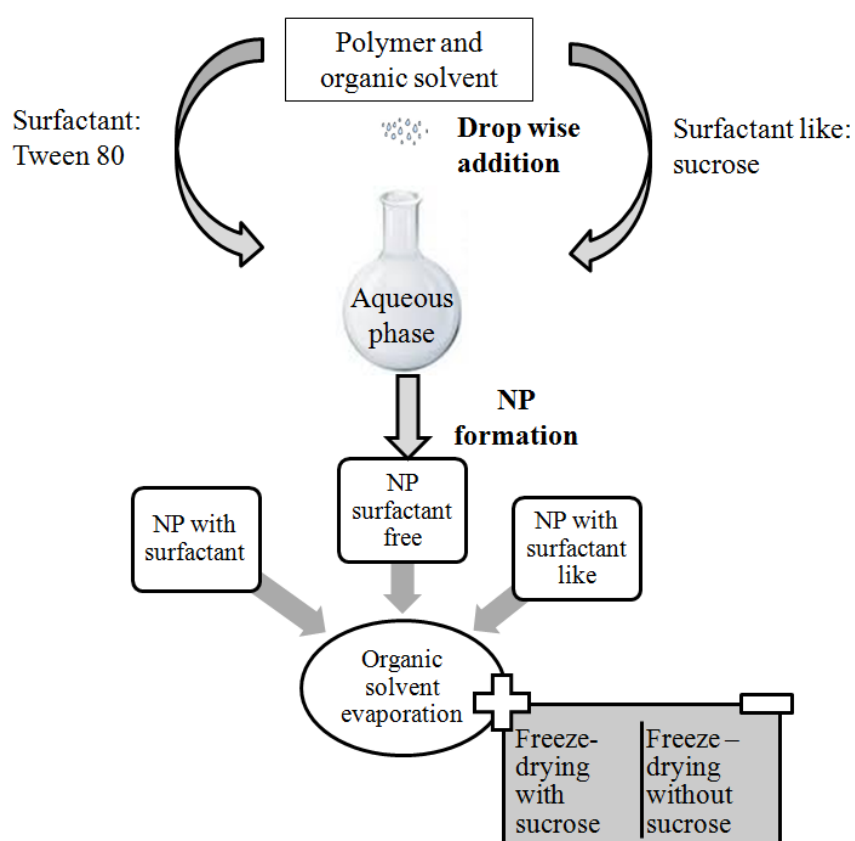 Polymer and
organic solvent
Surfactant:
Tween 80
Drop wise
addition
Surfactant like:
sucrose
Aqueous
phase
NP
formation
NP with
surfactant
NP
surfactant
free
NP with
surfactant
like
Organic
solvent
evaporation
Freeze-
drying
with
sucrose
Freeze –
drying
without
sucrose